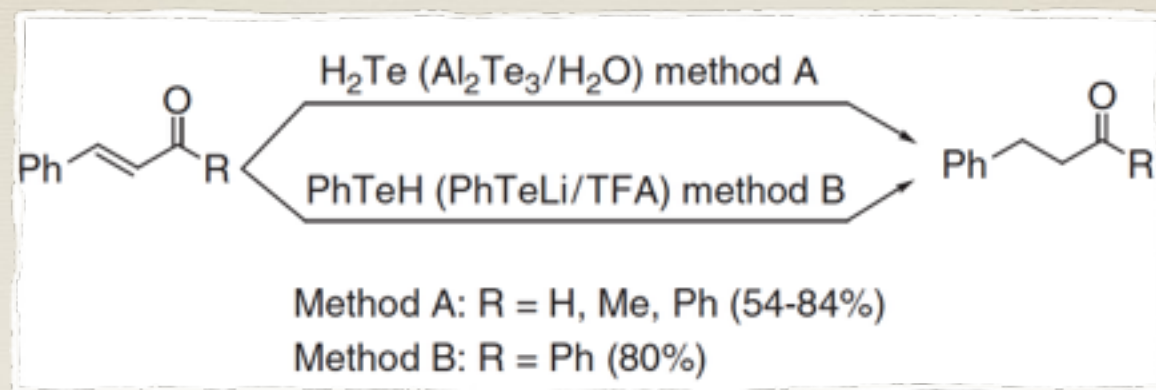 H₂Te (Al₂Te₃/H₂O) method A
Ph O R
PhTeH (PhTeLi/TFA) method B
Ph O R
Method A: R = H, Me, Ph (54-84%)
Method B: R = Ph (80%)